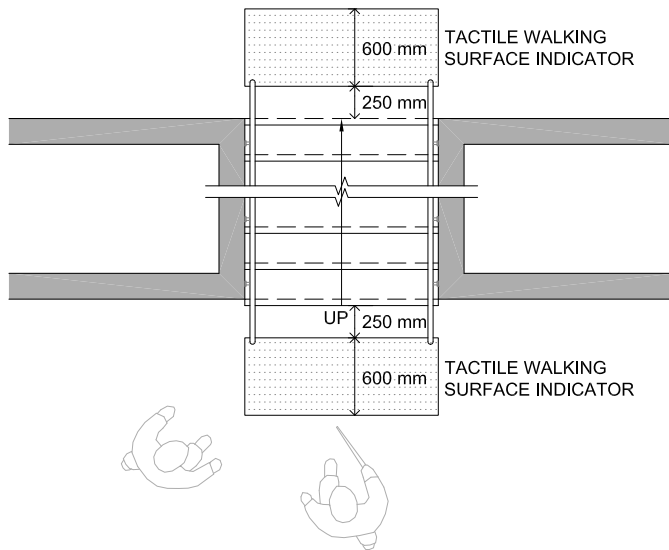 600 mm
TACTILE WALKING
SURFACE INDICATOR
250 mm
UP
250 mm
600 mm
TACTILE WALKING
SURFACE INDICATOR